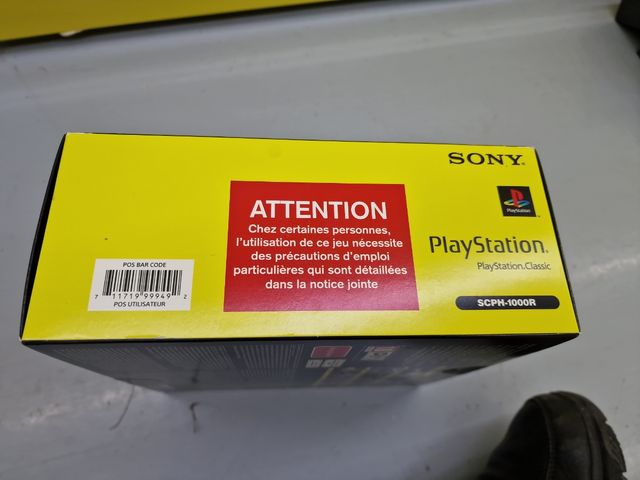 SONY
PlayStation
PlayStation.
PlayStation.Classic
SCPH-1000R
ATTENTION
Chez certaines personnes,
l'utilisation de ce jeu nécessite
des précautions d'emploi
particulières qui sont détaillées
dans la notice jointe
POS BAR CODE
7 11719 99949 2
POS UTILISATEUR